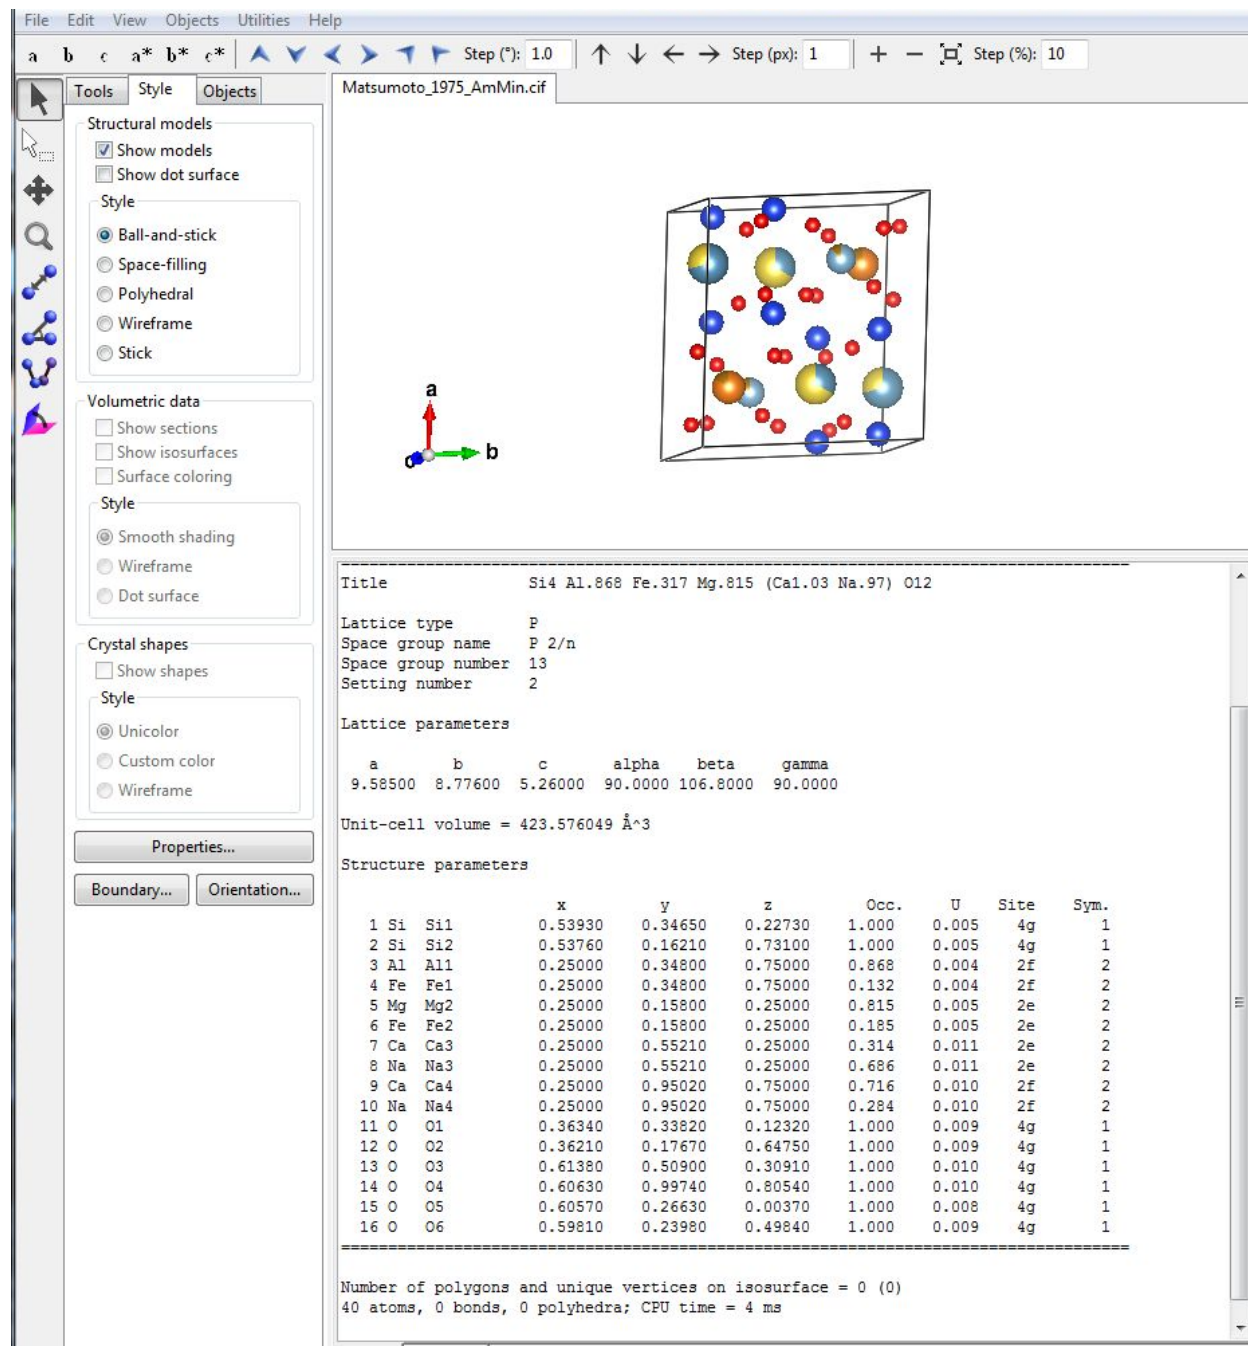 File Edit View Objects Utilities Help
a b c a* b* c* Step (°): 1.0 Step (px): 1 Step (%): 10
Tools Style Objects
Matsumoto_1975_AmMin.cif
Structural models
Show models
Show dot surface
Style
Ball-and-stick
Space-filling
Polyhedral
Wireframe
Stick
Volumetric data
Show sections
Show isosurfaces
Surface coloring
Style
Smooth shading
Wireframe
Dot surface
Crystal shapes
Show shapes
Style
Unicolor
Custom color
Wireframe
Properties...
Boundary... Orientation...
a
b
c
Title Si4 Al.868 Fe.317 Mg.815 (Ca1.03 Na.97) O12
Lattice type P
Space group name P 2/n
Space group number 13
Setting number 2
Lattice parameters
a b c alpha beta gamma
9.58500 8.77600 5.26000 90.0000 106.8000 90.0000
Unit-cell volume = 423.576049 Å^3
Structure parameters
x y z Occ. U Site Sym.
1 Si Si1 0.53930 0.34650 0.22730 1.000 0.005 4g 1
2 Si Si2 0.53760 0.16210 0.73100 1.000 0.005 4g 1
3 Al Al1 0.25000 0.34800 0.75000 0.868 0.004 2f 2
4 Fe Fe1 0.25000 0.34800 0.75000 0.132 0.004 2f 2
5 Mg Mg2 0.25000 0.15800 0.25000 0.815 0.005 2e 2
6 Fe Fe2 0.25000 0.15800 0.25000 0.185 0.005 2e 2
7 Ca Ca3 0.25000 0.55210 0.25000 0.314 0.011 2e 2
8 Na Na3 0.25000 0.55210 0.25000 0.686 0.011 2e 2
9 Ca Ca4 0.25000 0.95020 0.75000 0.716 0.010 2f 2
10 Na Na4 0.25000 0.95020 0.75000 0.284 0.010 2f 2
11 O O1 0.36340 0.33820 0.12320 1.000 0.009 4g 1
12 O O2 0.36210 0.17670 0.64750 1.000 0.009 4g 1
13 O O3 0.61380 0.50900 0.30910 1.000 0.010 4g 1
14 O O4 0.60630 0.99740 0.80540 1.000 0.010 4g 1
15 O O5 0.60570 0.26630 0.00370 1.000 0.008 4g 1
16 O O6 0.59810 0.23980 0.49840 1.000 0.009 4g 1
Number of polygons and unique vertices on isosurface = 0 (0)
40 atoms, 0 bonds, 0 polyhedra; CPU time = 4 ms